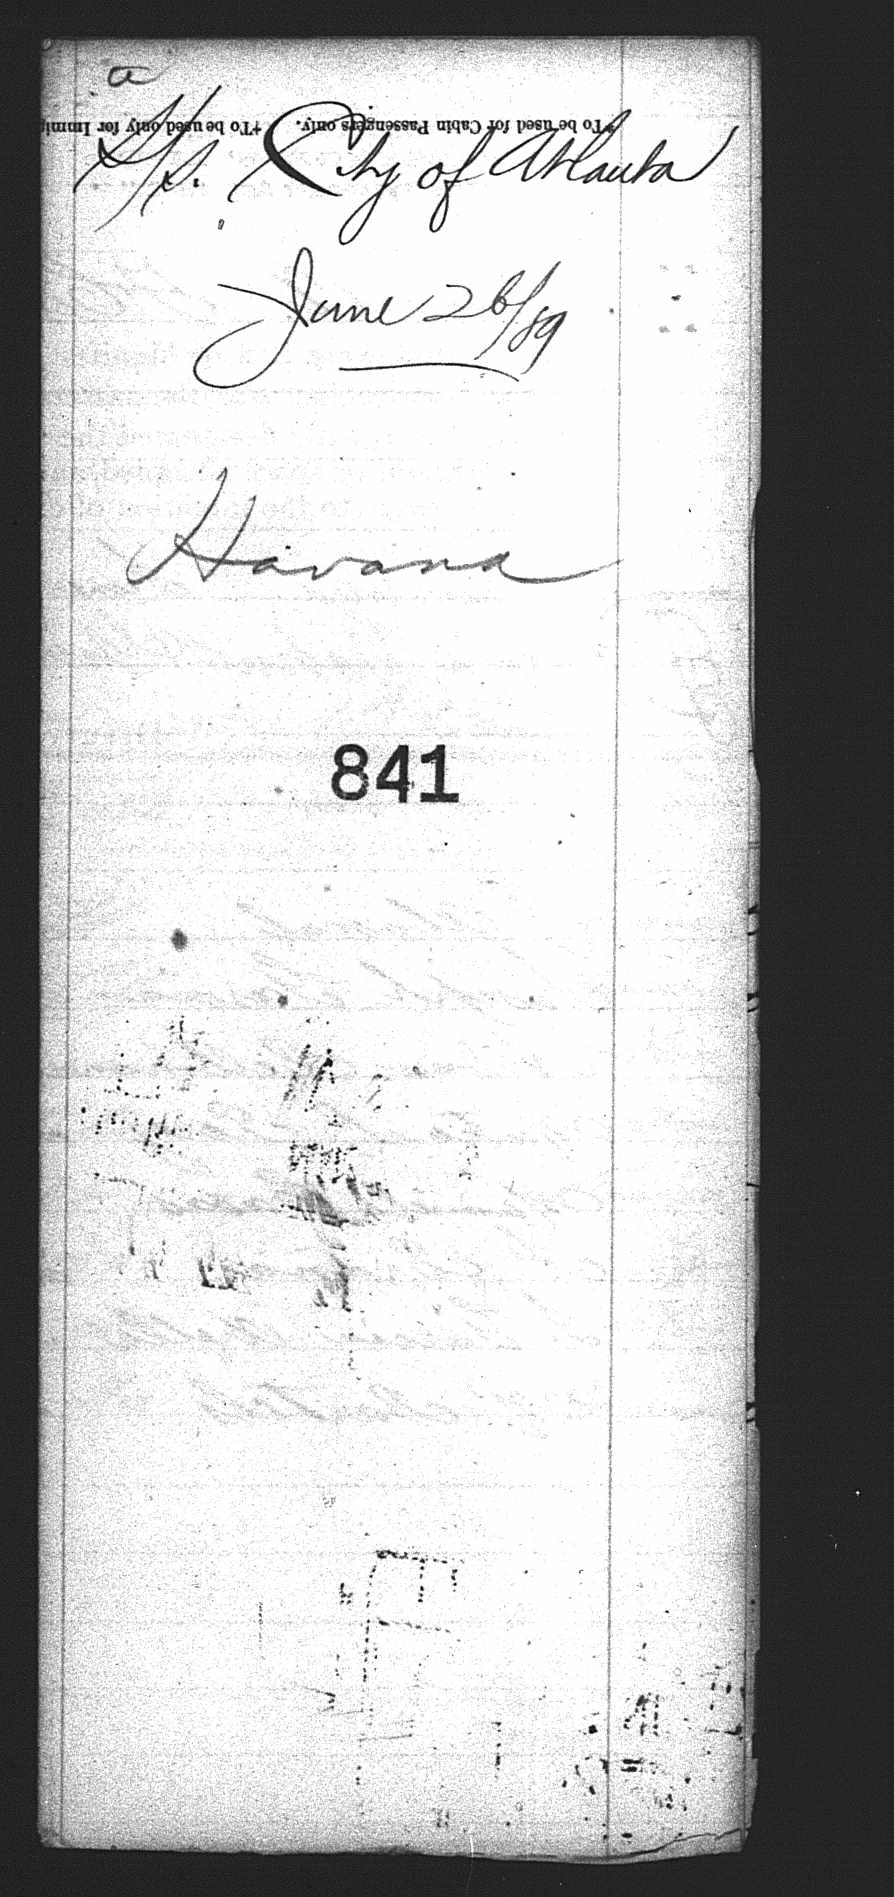 a
*To be used for Cabin Passengers only. †To be used only for Immi
S/s. City of Atlanta
June 26/89
Havana
841